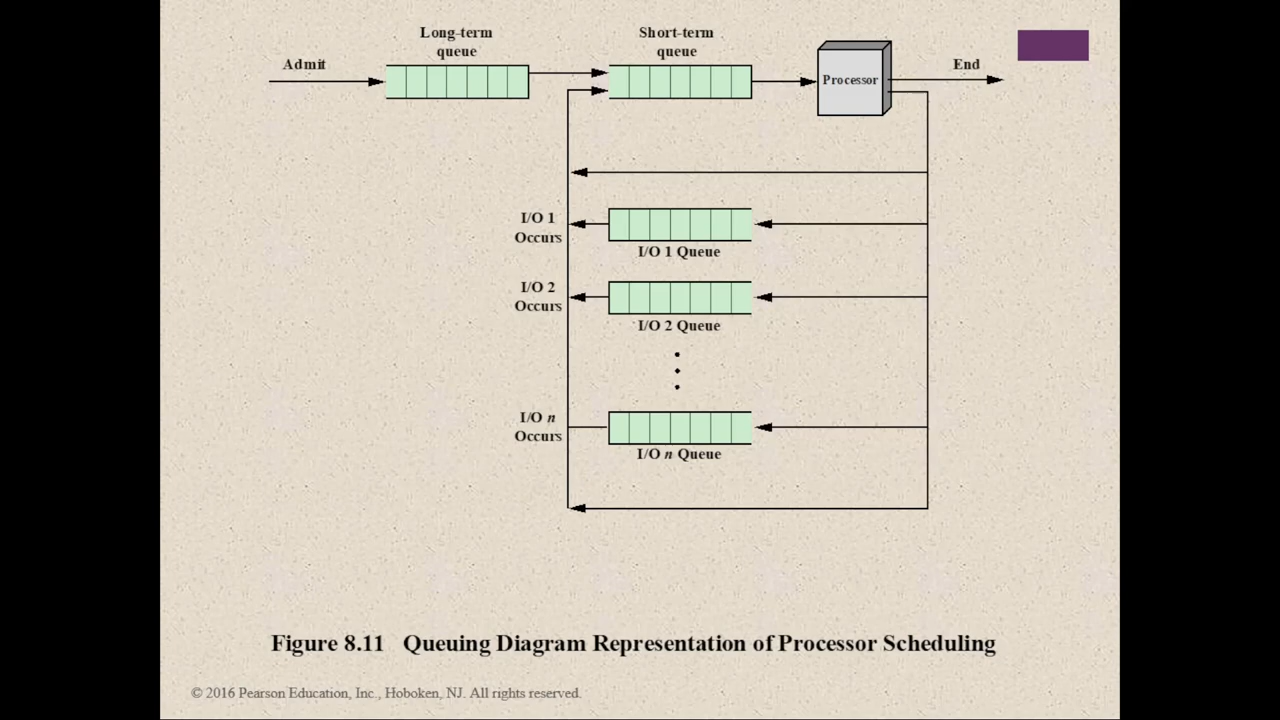 Long-term
queue
Short-term
queue
Admit
Processor
End
I/O 1
Occurs
I/O 1 Queue
I/O 2
Occurs
I/O 2 Queue
I/O n
Occurs
I/O n Queue
Figure 8.11 Queuing Diagram Representation of Processor Scheduling
© 2016 Pearson Education, Inc., Hoboken, NJ. All rights reserved.